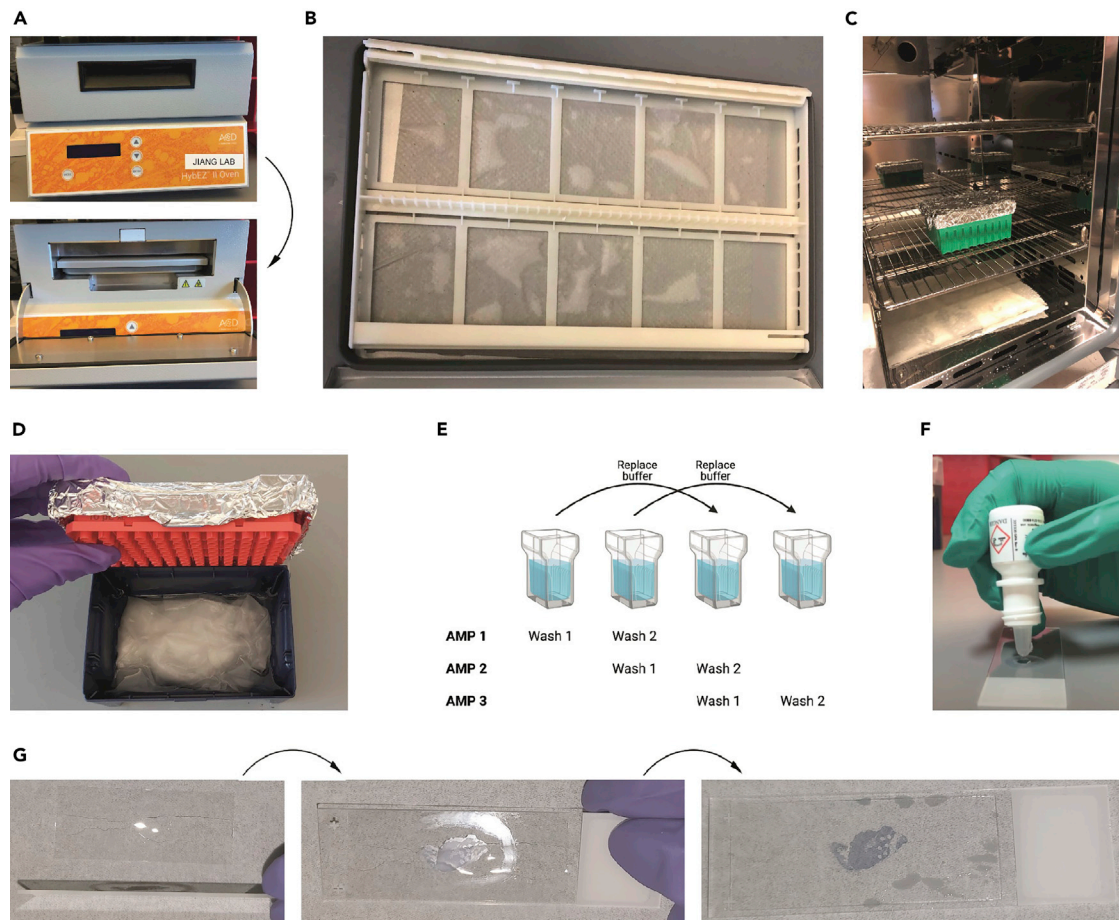 A
B
C
ACD
JIANG LAB
HybEZ™ II Oven
ACD
D
E
F
Replace
buffer
Replace
buffer
AMP 1 Wash 1 Wash 2
AMP 2 Wash 1 Wash 2
AMP 3 Wash 1 Wash 2
G